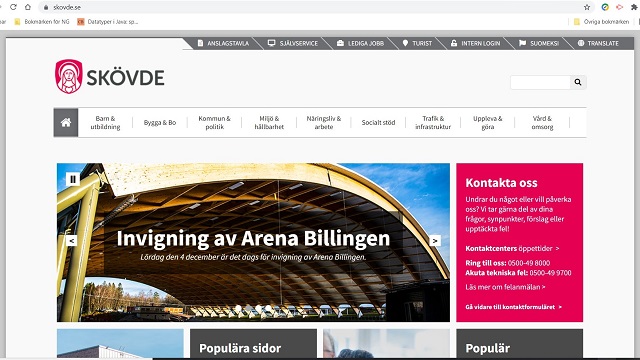 skovde.se
Bokmärken för NG
Datatyper i Java: sp...
Övriga bokmärken
ANSLAGSTAVLA
SJÄLVSERVICE
LEDIGA JOBB
TURIST
INTERN LOGIN
SUOMEKSI
TRANSLATE
SKÖVDE
Barn &
utbildning
Bygga & Bo
Kommun &
politik
Miljö &
hållbarhet
Näringsliv &
arbete
Socialt stöd
Trafik &
infrastruktur
Uppleva &
göra
Vård &
omsorg
Invigning av Arena Billingen
Lördag den 4 december är det dags för invigning av Arena Billingen.
Kontakta oss
Undrar du något eller vill påverka
oss? Vi tar gärna del av dina
frågor, synpunkter, förslag eller
upptäckta fel!
Kontaktcenters öppettider >
Ring till oss: 0500-49 8000
Akuta tekniska fel: 0500-49 9700
Läs mer om felanmälan >
Gå vidare till kontaktformuläret >
Populära sidor
Populär